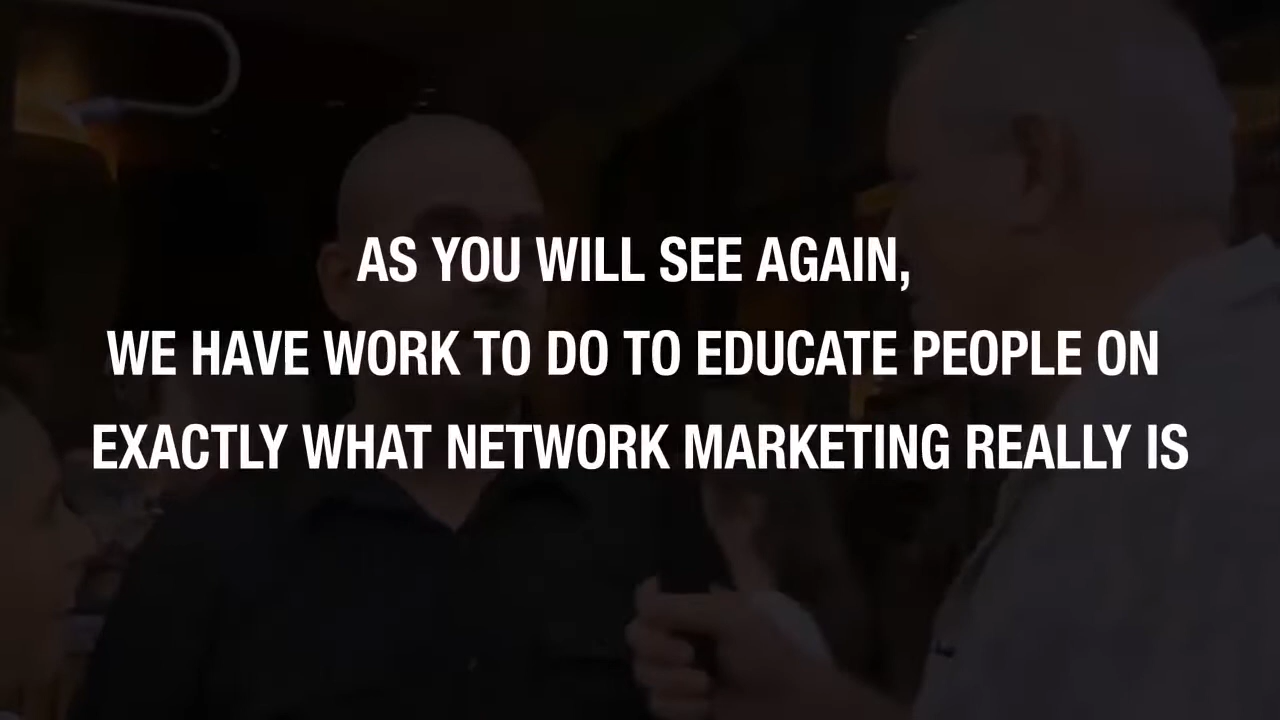 AS YOU WILL SEE AGAIN,
WE HAVE WORK TO DO TO EDUCATE PEOPLE ON
EXACTLY WHAT NETWORK MARKETING REALLY IS